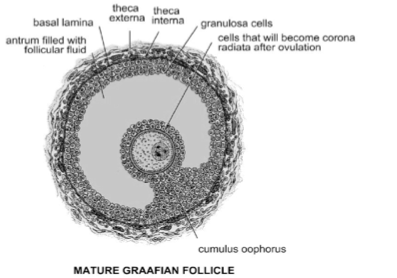 theca
externa
theca
interna
basal lamina
granulosa cells
antrum filled with
follicular fluid
cells that will become corona
radiata after ovulation
cumulus oophorus
MATURE GRAAFIAN FOLLICLE